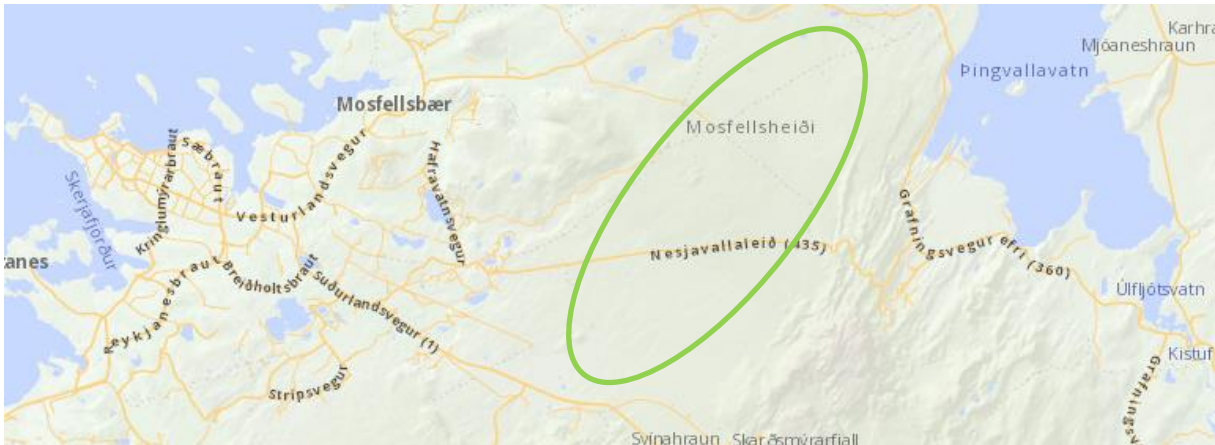 Karhra
Mjóaneshraun
Þingvallavatn
Mosfellsbær
Mosfellsheiði
Sæbraut
Kringlumýrarbraut
Vesturlandsvegur
Hafravatnsvegur
Skerjafjörður
Grafningsvegur efri (360)
Nesjavallaleið (435)
anes
Reykjanesbraut
Breiðholtsbraut
Suðurlandsvegur (1)
Úlfljótsvatn
Kistuf
Stripsvegur
Grafnings
Svínahraun
Skarðsmýrarfjall